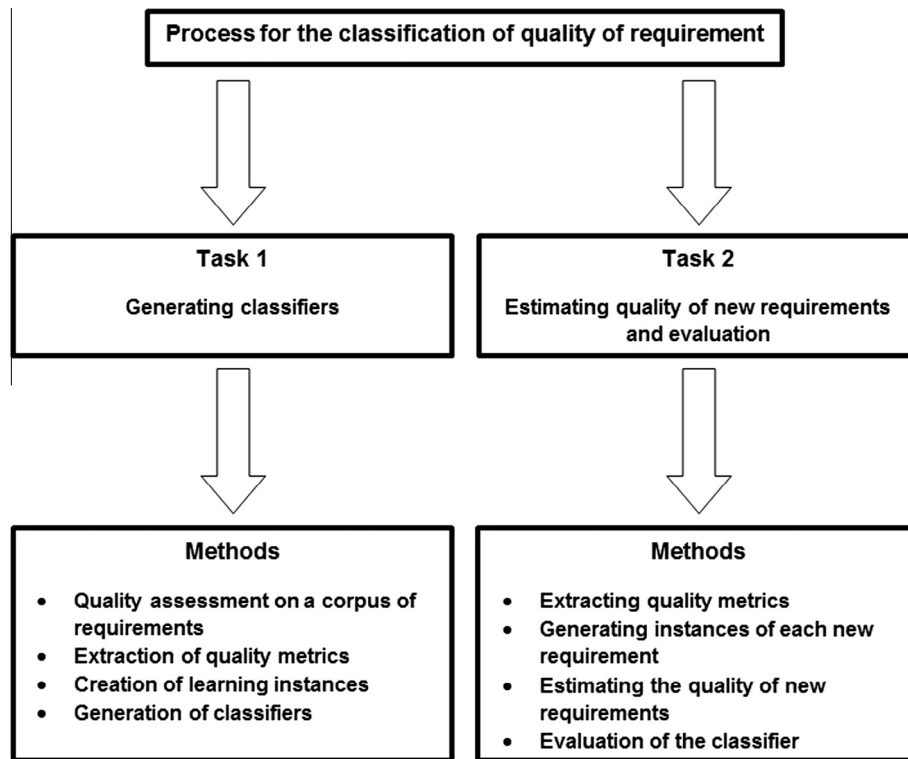 Process for the classification of quality of requirement
Task 1
Generating classifiers
Task 2
Estimating quality of new requirements
and evaluation
Methods
• Quality assessment on a corpus of
requirements
• Extraction of quality metrics
• Creation of learning instances
• Generation of classifiers
Methods
• Extracting quality metrics
• Generating instances of each new
requirement
• Estimating the quality of new
requirements
• Evaluation of the classifier